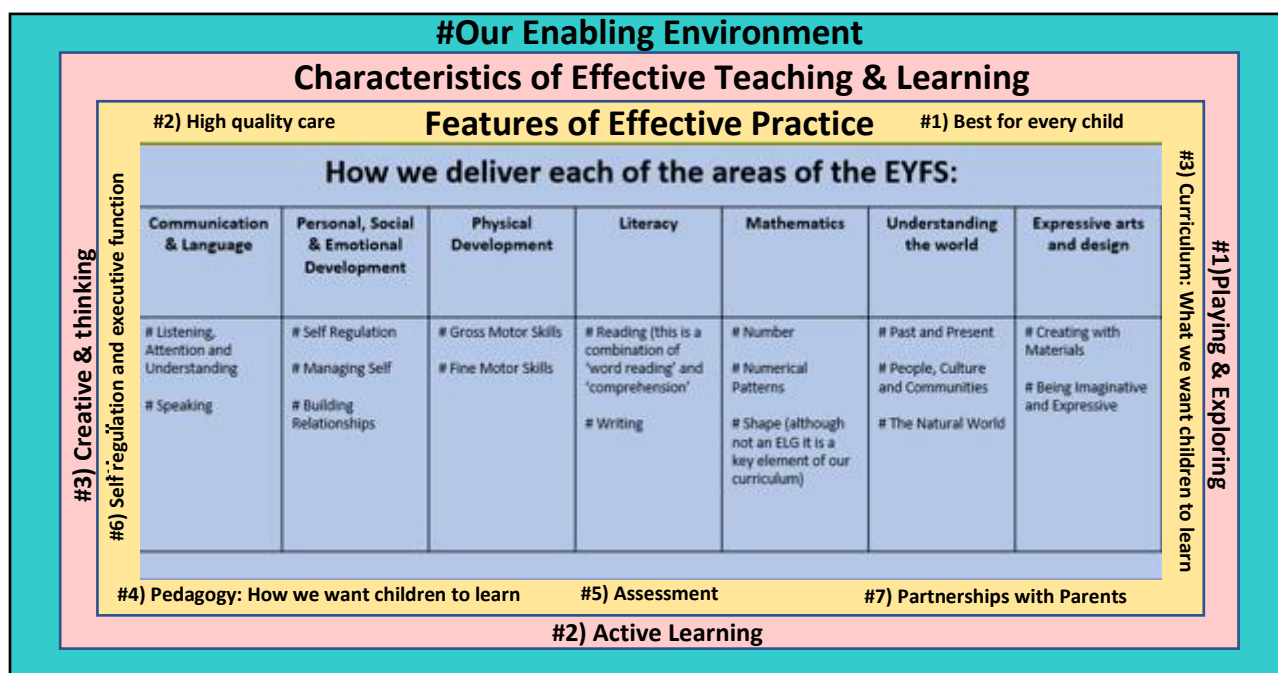 #Our Enabling Environment
Characteristics of Effective Teaching & Learning
#2) High quality care
Features of Effective Practice
#1) Best for every child
How we deliver each of the areas of the EYFS:
Communication
& Language
Personal, Social
& Emotional
Development
Physical
Development
Literacy
Mathematics
Understanding
the world
Expressive arts
and design
# Listening,
Attention and
Understanding
# Speaking
# Self Regulation
# Managing Self
# Building
Relationships
# Gross Motor Skills
# Fine Motor Skills
# Reading (this is a
combination of
'word reading' and
'comprehension'
# Writing
# Number
# Numerical
Patterns
# Shape (although
not an ELG it is a
key element of our
curriculum)
# Past and Present
# People, Culture
and Communities
# The Natural World
# Creating with
Materials
# Being Imaginative
and Expressive
#3) Creative & thinking
#6) Self regulation and executive function
#3) Curriculum: What we want children to learn
#1)Playing & Exploring
#4) Pedagogy: How we want children to learn
#5) Assessment
#7) Partnerships with Parents
#2) Active Learning